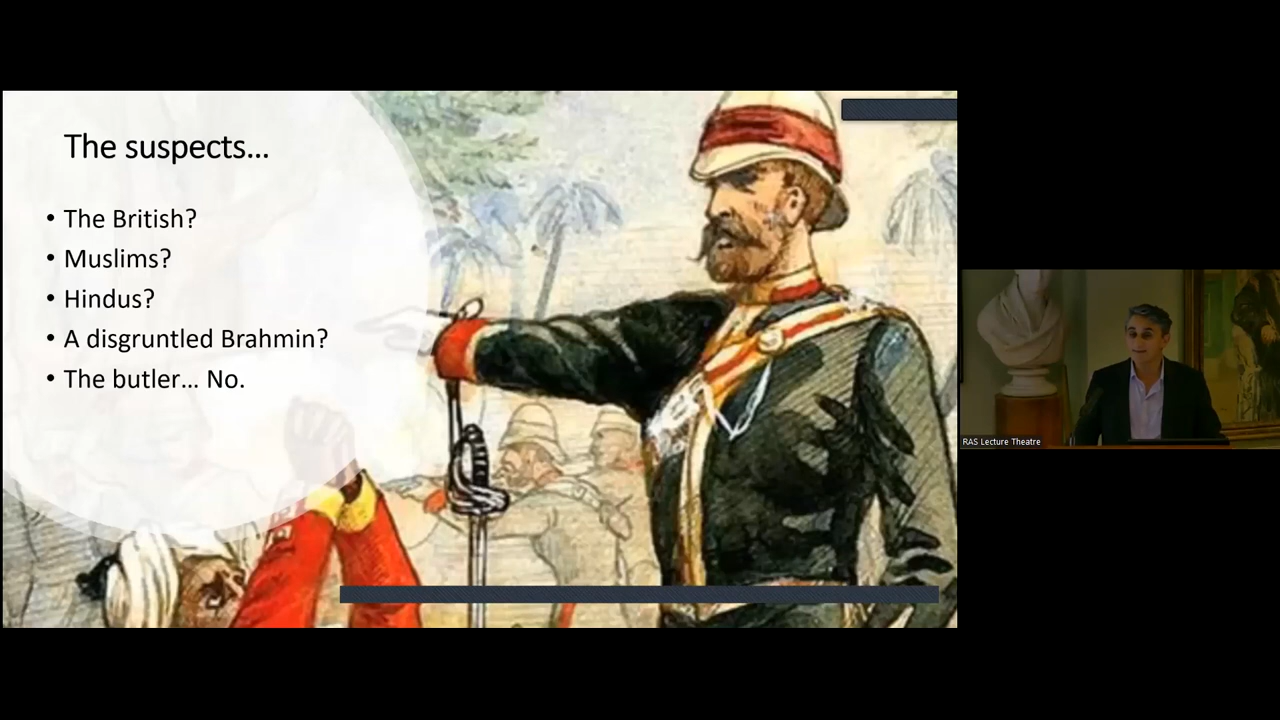 The suspects…
• The British?
• Muslims?
• Hindus?
• A disgruntled Brahmin?
• The butler… No.
RAS Lecture Theatre